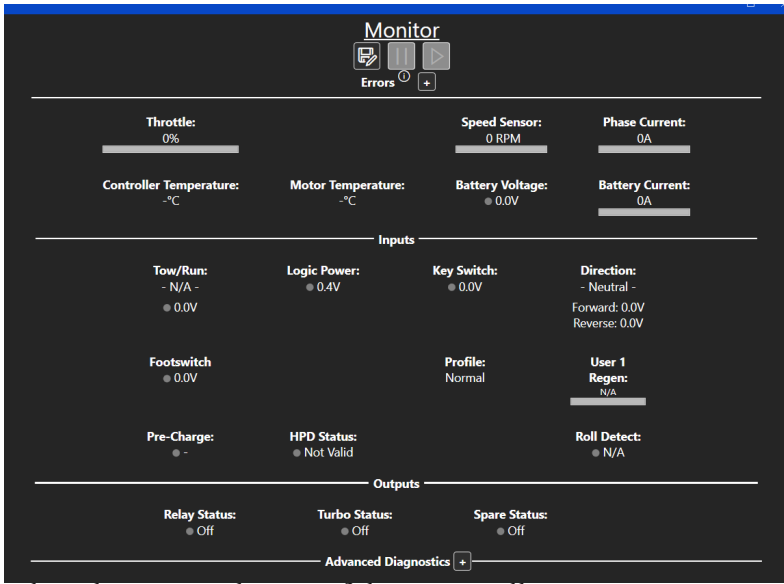 Monitor
Errors
Throttle: Speed Sensor: Phase Current:
0% 0 RPM 0A
Controller Temperature: Motor Temperature: Battery Voltage: Battery Current:
-°C -°C 0.0V 0A
Inputs
Tow/Run: Logic Power: Key Switch: Direction:
- N/A - 0.4V 0.0V - Neutral -
0.0V Forward: 0.0V
Reverse: 0.0V
Footswitch Profile: User 1
0.0V Normal Regen:
N/A
Pre-Charge: HPD Status: Roll Detect:
- Not Valid N/A
Outputs
Relay Status: Turbo Status: Spare Status:
Off Off Off
Advanced Diagnostics +